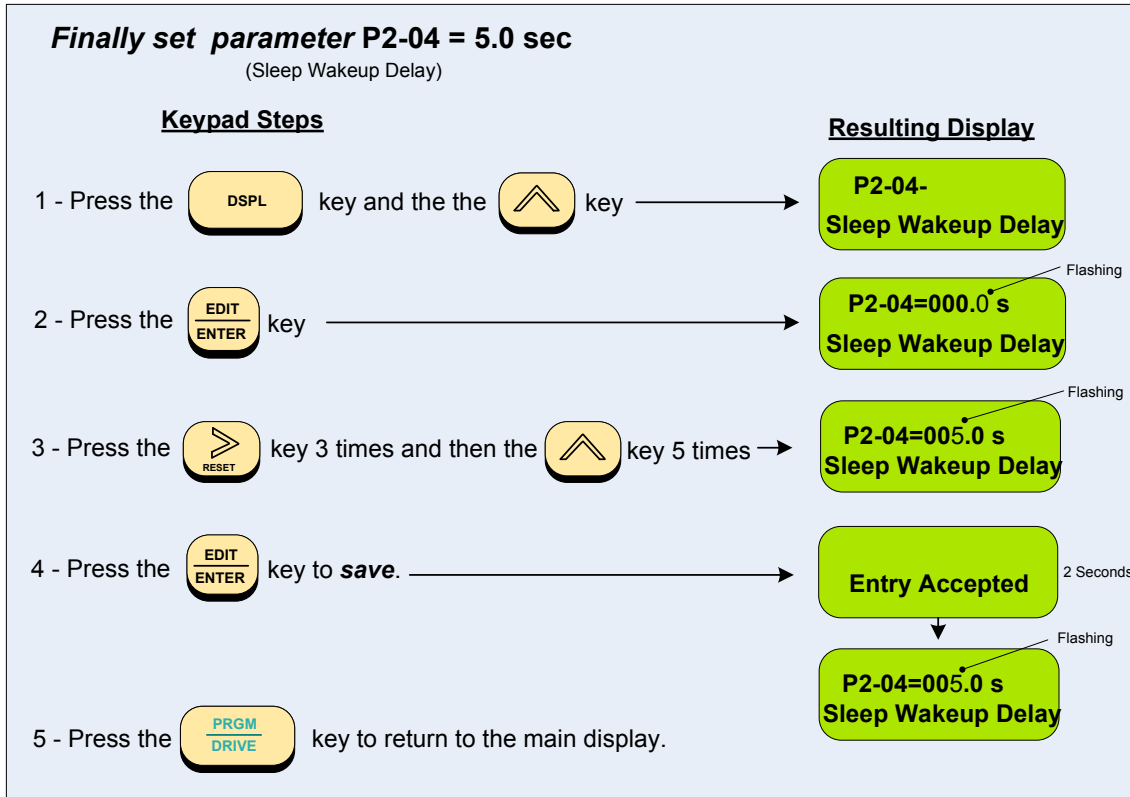 Finally set parameter P2-04 = 5.0 sec
(Sleep Wakeup Delay)
Keypad Steps
Resulting Display
1 - Press the DSPL key and the the key
P2-04-
Sleep Wakeup Delay
2 - Press the EDIT ENTER key
Flashing
P2-04=000.0 s
Sleep Wakeup Delay
3 - Press the RESET key 3 times and then the key 5 times
Flashing
P2-04=005.0 s
Sleep Wakeup Delay
4 - Press the EDIT ENTER key to save.
Entry Accepted
2 Seconds
Flashing
P2-04=005.0 s
Sleep Wakeup Delay
5 - Press the PRGM DRIVE key to return to the main display.